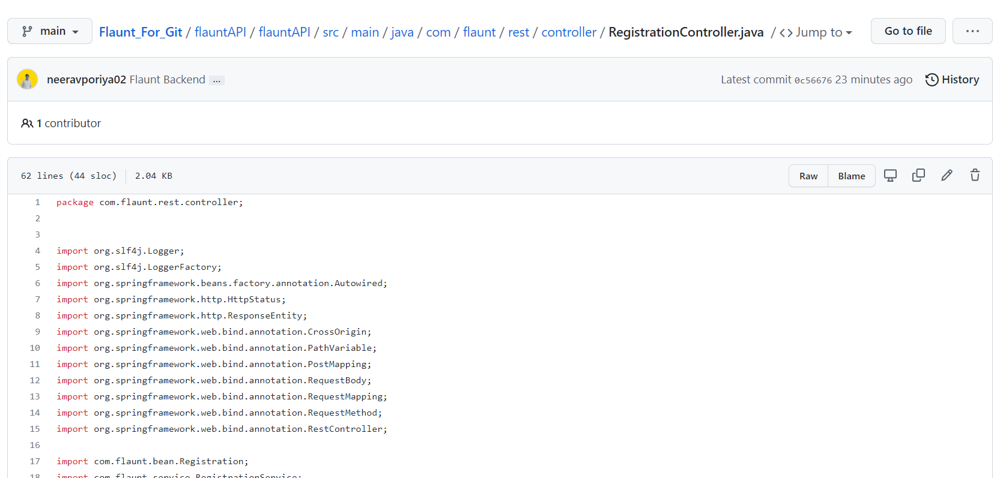 main Flaunt_For_Git / flauntAPI / flauntAPI / src / main / java / com / flaunt / rest / controller / RegistrationController.java / <> Jump to Go to file ...
neeravporiya02 Flaunt Backend ... Latest commit 0c56676 23 minutes ago History
1 contributor
62 lines (44 sloc) 2.04 KB Raw Blame
1 package com.flaunt.rest.controller;
2
3
4 import org.slf4j.Logger;
5 import org.slf4j.LoggerFactory;
6 import org.springframework.beans.factory.annotation.Autowired;
7 import org.springframework.http.HttpStatus;
8 import org.springframework.http.ResponseEntity;
9 import org.springframework.web.bind.annotation.CrossOrigin;
10 import org.springframework.web.bind.annotation.PathVariable;
11 import org.springframework.web.bind.annotation.PostMapping;
12 import org.springframework.web.bind.annotation.RequestBody;
13 import org.springframework.web.bind.annotation.RequestMapping;
14 import org.springframework.web.bind.annotation.RequestMethod;
15 import org.springframework.web.bind.annotation.RestController;
16
17 import com.flaunt.bean.Registration;
18 import com.flaunt.service.RegistrationService;